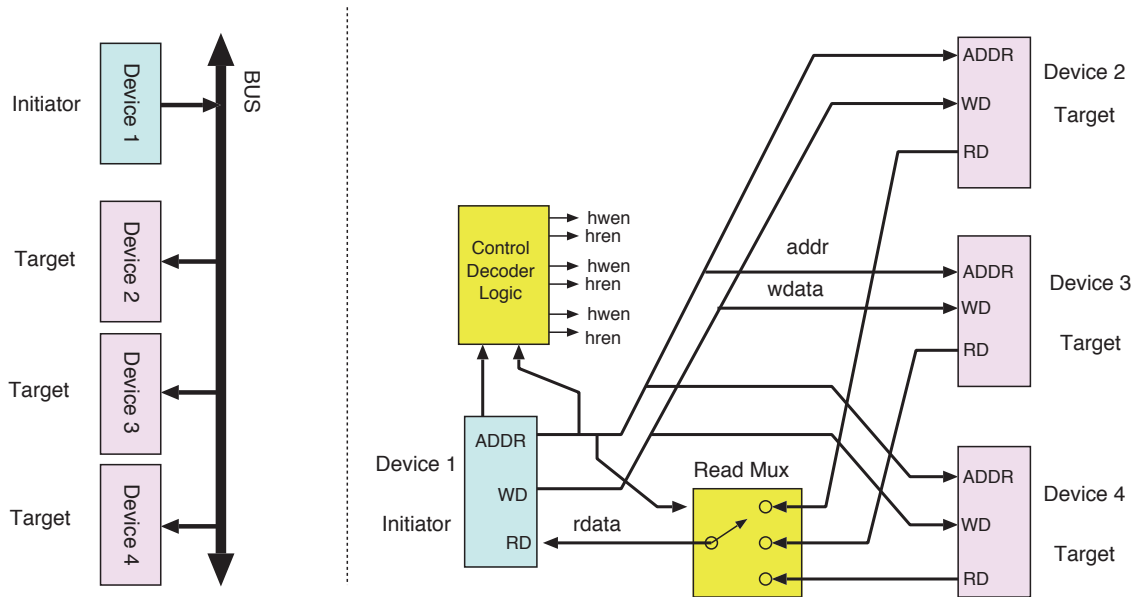 Initiator
Device 1
BUS
Target
Device 2
Target
Device 3
Target
Device 4
Control
Decoder
Logic
hwen
hren
hwen
hren
hwen
hren
Device 1
Initiator
ADDR
WD
RD
rdata
Read Mux
addr
wdata
ADDR
WD
RD
Device 2
Target
ADDR
WD
RD
Device 3
Target
ADDR
WD
RD
Device 4
Target